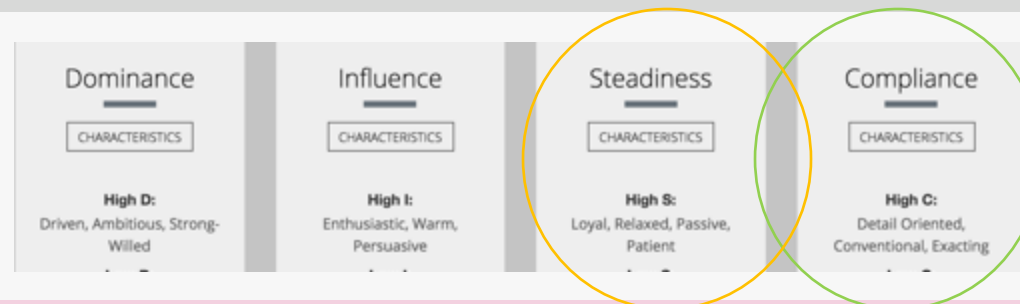 Dominance
CHARACTERISTICS
High D:
Driven, Ambitious, Strong-
Willed
Influence
CHARACTERISTICS
High I:
Enthusiastic, Warm,
Persuasive
Steadiness
CHARACTERISTICS
High S:
Loyal, Relaxed, Passive,
Patient
Compliance
CHARACTERISTICS
High C:
Detail Oriented,
Conventional, Exacting